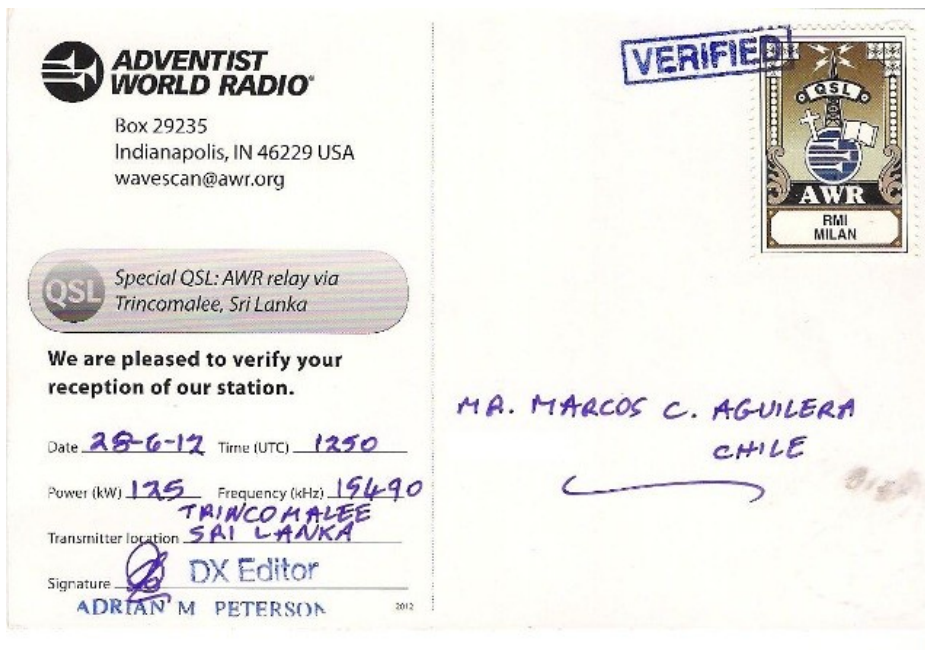 ADVENTIST
WORLD RADIO®
Box 29235
Indianapolis, IN 46229 USA
wavescan@awr.org
QSL Special QSL: AWR relay via
Trincomalee, Sri Lanka
We are pleased to verify your
reception of our station.
Date 28-6-12 Time (UTC) 1250
Power (kW) 125 Frequency (kHz) 15490
TRINCOMALEE
Transmitter location SRI LANKA
Signature DX Editor
ADRIAN M PETERSON
2012
VERIFIED
QSL
AWR
RMI
MILAN
MR. MARCOS C. AGUILERA
CHILE